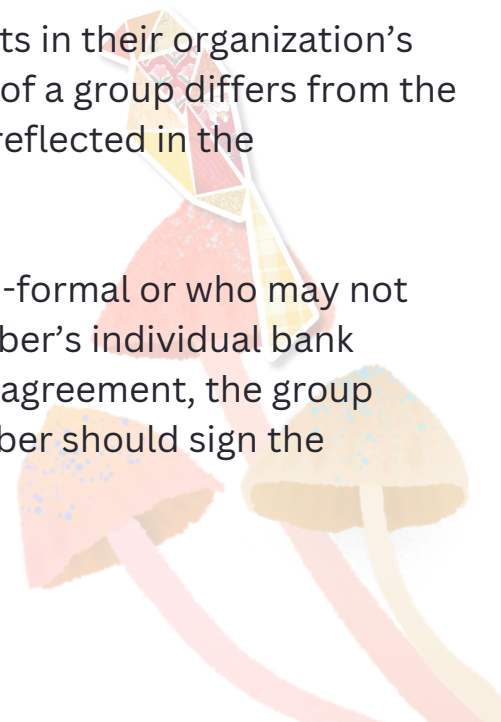 ts in their organization’s
of a group differs from the
reflected in the
-formal or who may not
ber’s individual bank
agreement, the group
ber should sign the